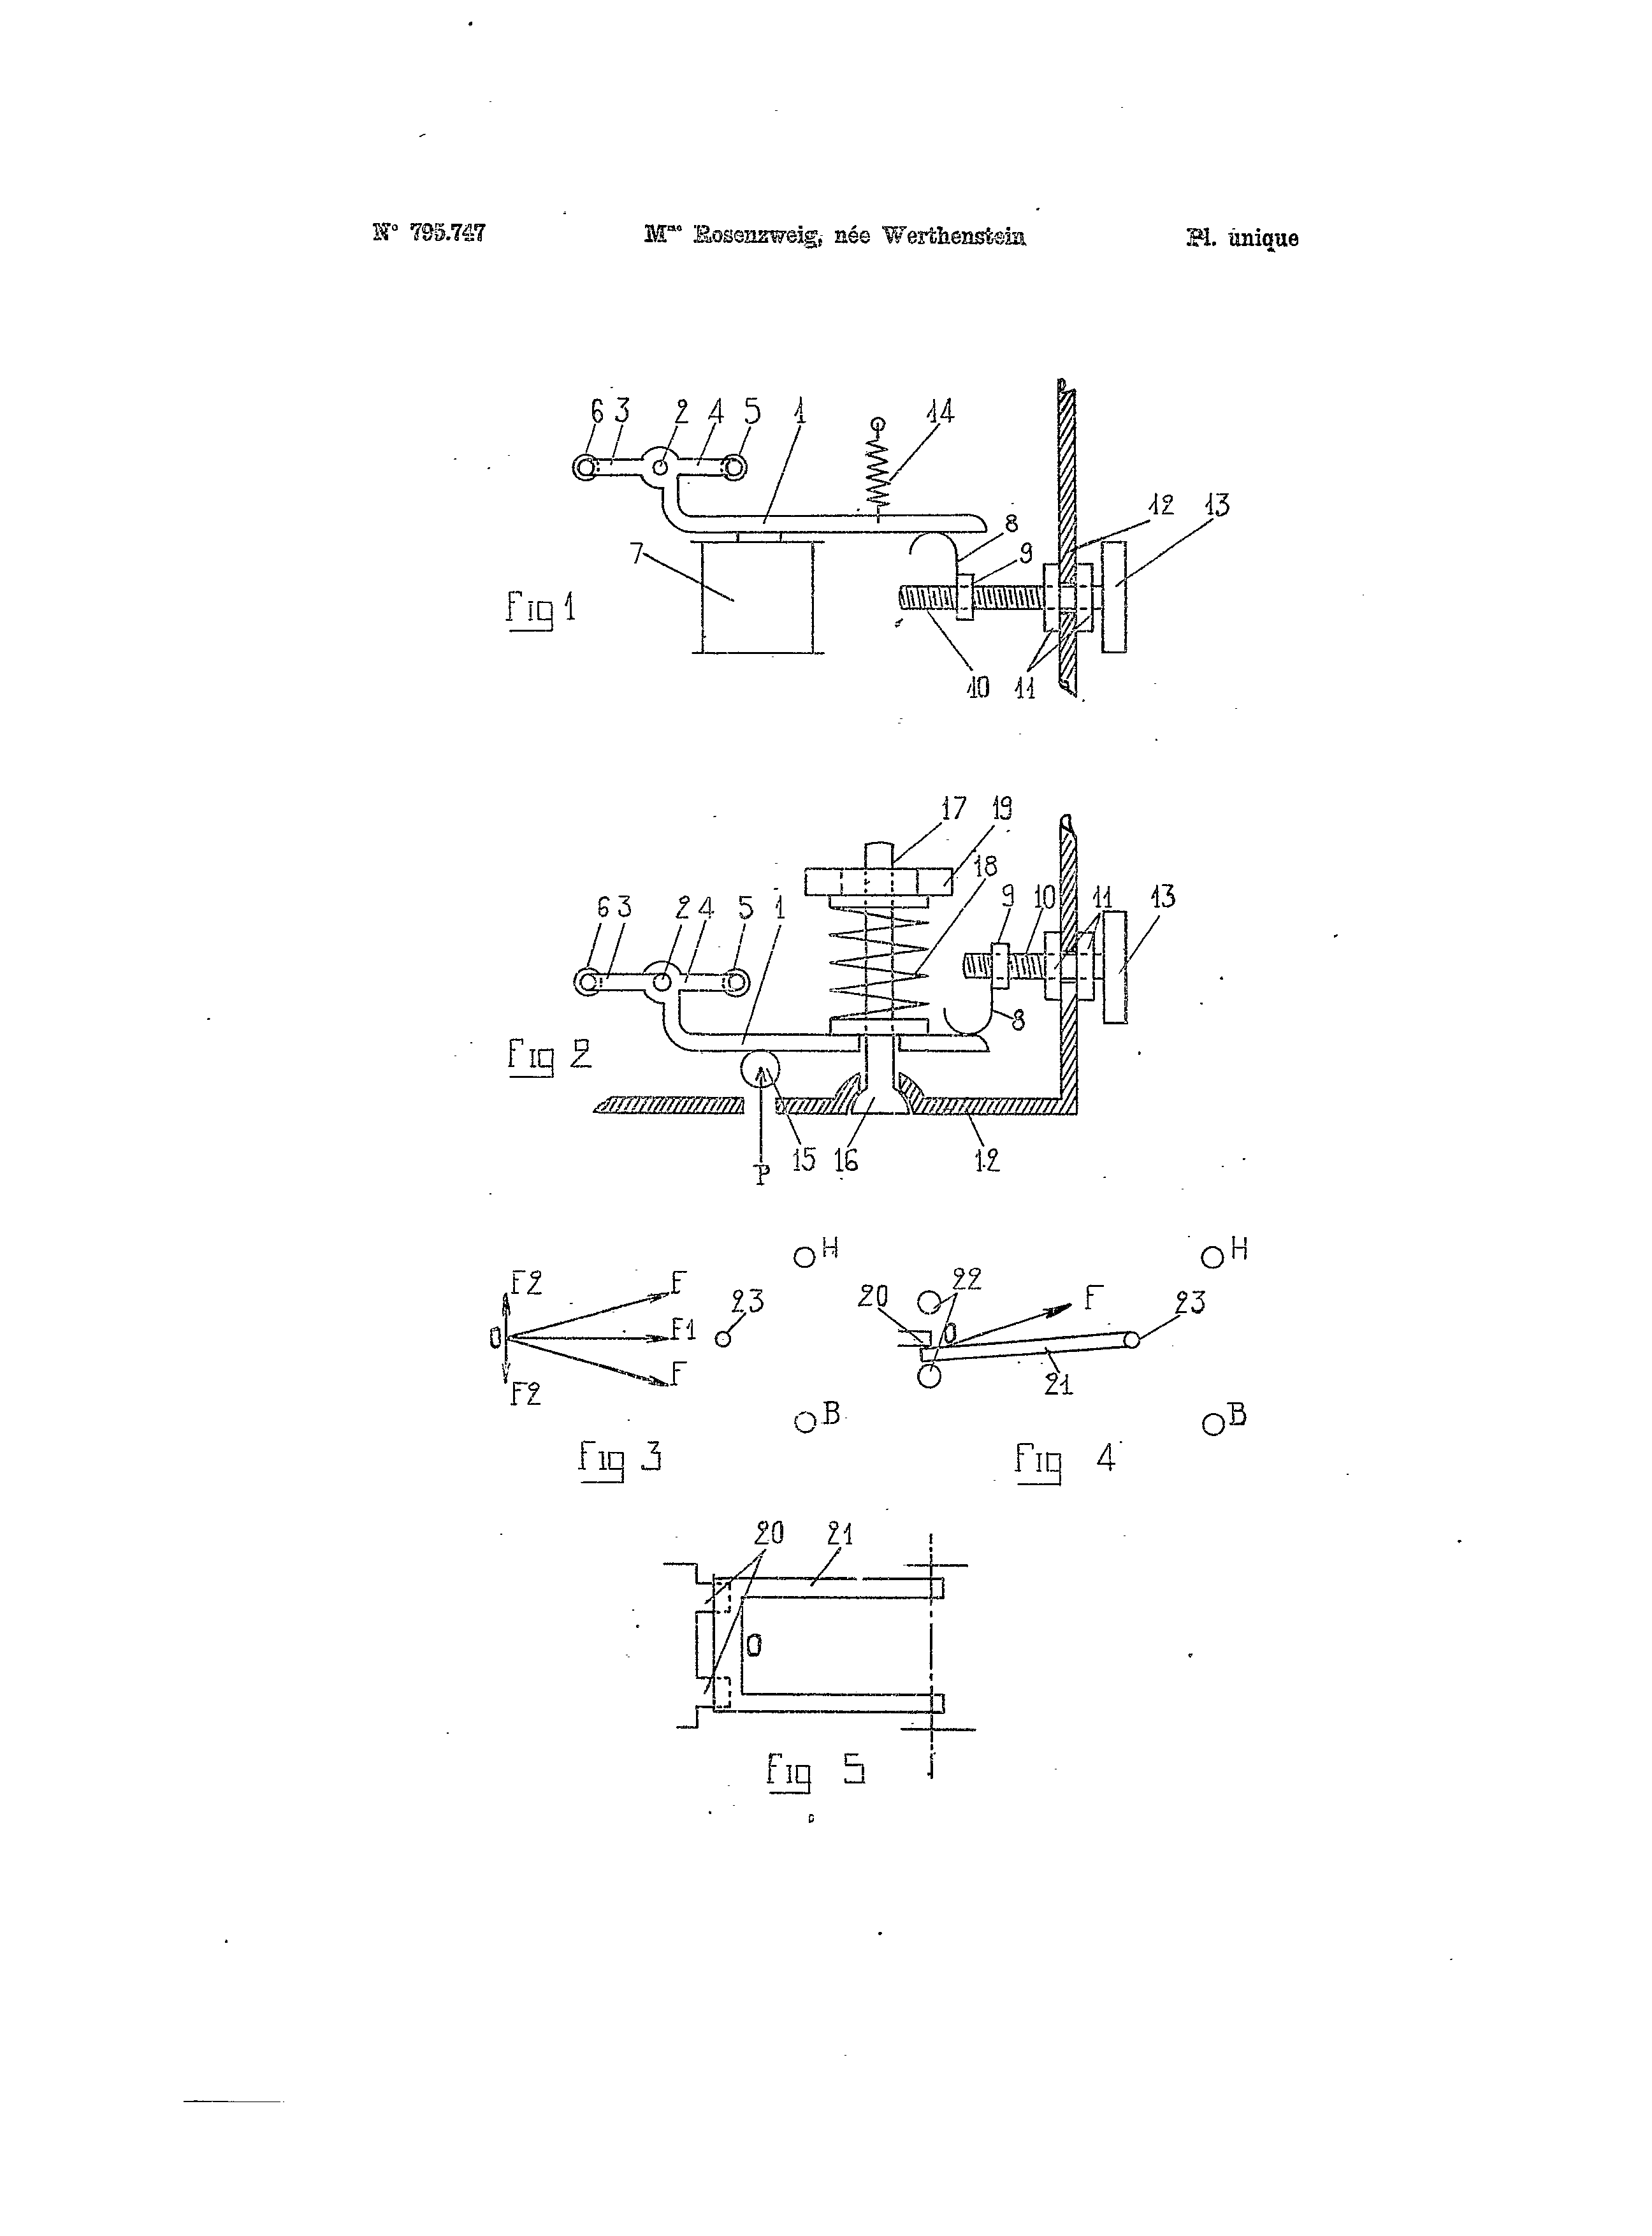 N° 795.747 Mme Rosenzweig, née Werthenstein Pl. unique
6 3 2 4 5 1 14
12 13
8
7 9
Fig 1
10 11
17 19
18
9 10 11 13
6 3 2 4 5 1
8
Fig 2
P 15 16 12
H H
F2 F 22
23 20 F 23
O F1 O
F 21
F2
B B
Fig 3 Fig 4
20 21
O
Fig 5